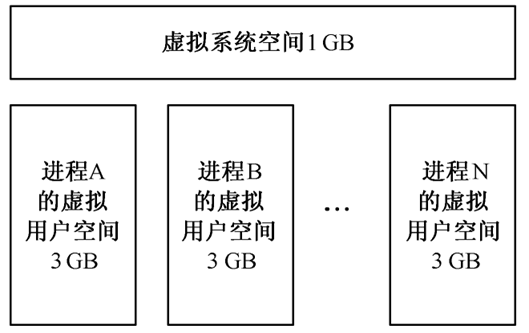 虚拟系统空间1 GB
进程A
的虚拟
用户空间
3 GB
进程B
的虚拟
用户空间
3 GB
…
进程N
的虚拟
用户空间
3 GB